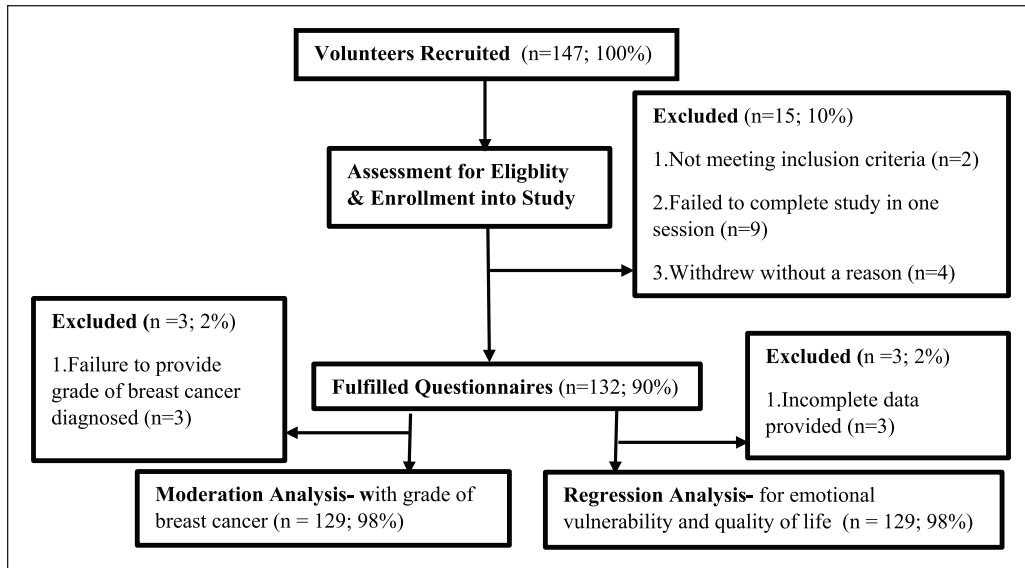 Volunteers Recruited (n=147; 100%)
Excluded (n=15; 10%)
1.Not meeting inclusion criteria (n=2)
2.Failed to complete study in one
session (n=9)
3.Withdrew without a reason (n=4)
Assessment for Eligblity
& Enrollment into Study
Excluded (n =3; 2%)
1.Failure to provide
grade of breast cancer
diagnosed (n=3)
Excluded (n =3; 2%)
1.Incomplete data
provided (n=3)
Fulfilled Questionnaires (n=132; 90%)
Moderation Analysis- with grade of
breast cancer (n = 129; 98%)
Regression Analysis- for emotional
vulnerability and quality of life (n = 129; 98%)